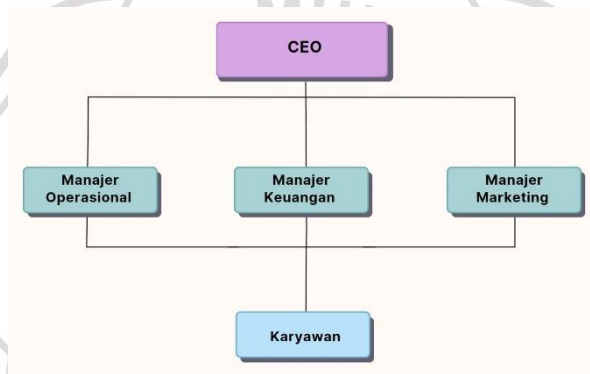 CEO
Manajer
Operasional
Manajer
Keuangan
Manajer
Marketing
Karyawan